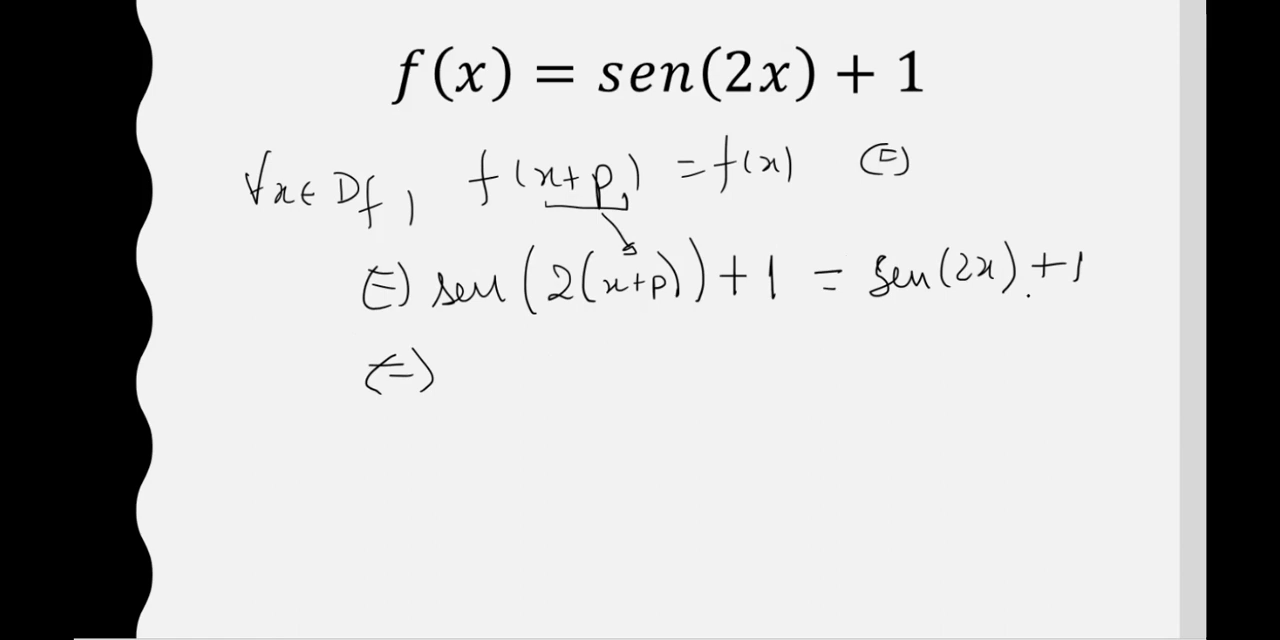 f(x) = sen(2x) + 1
∀x∈ Df, f(x+p) = f(x) (=)
(=) sen(2(x+p))+1 = sen(2x)+1
(=)